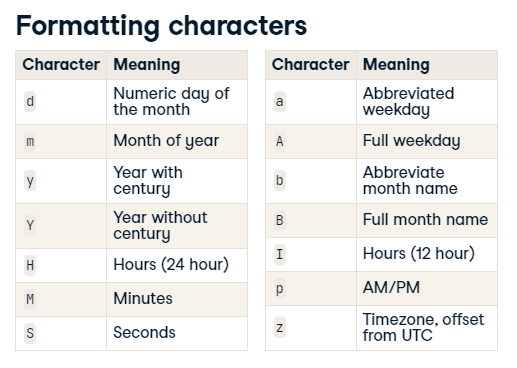 Formatting characters
Character Meaning
d Numeric day of
the month
m Month of year
y Year with
century
Y Year without
century
H Hours (24 hour)
M Minutes
S Seconds
Character Meaning
a Abbreviated
weekday
A Full weekday
b Abbreviate
month name
B Full month name
I Hours (12 hour)
p AM/PM
z Timezone, offset
from UTC